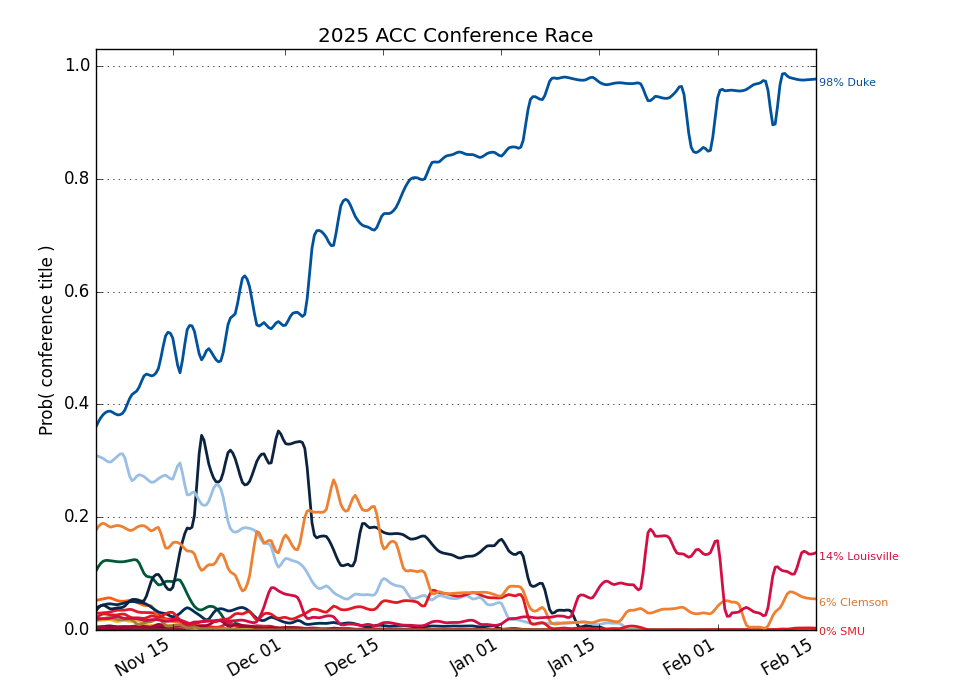 2025 ACC Conference Race
1.0
98% Duke
0.8
0.6
Prob( conference title )
0.4
0.2
14% Louisville
6% Clemson
0.0
0% SMU
Nov 15
Dec 01
Dec 15
Jan 01
Jan 15
Feb 01
Feb 15